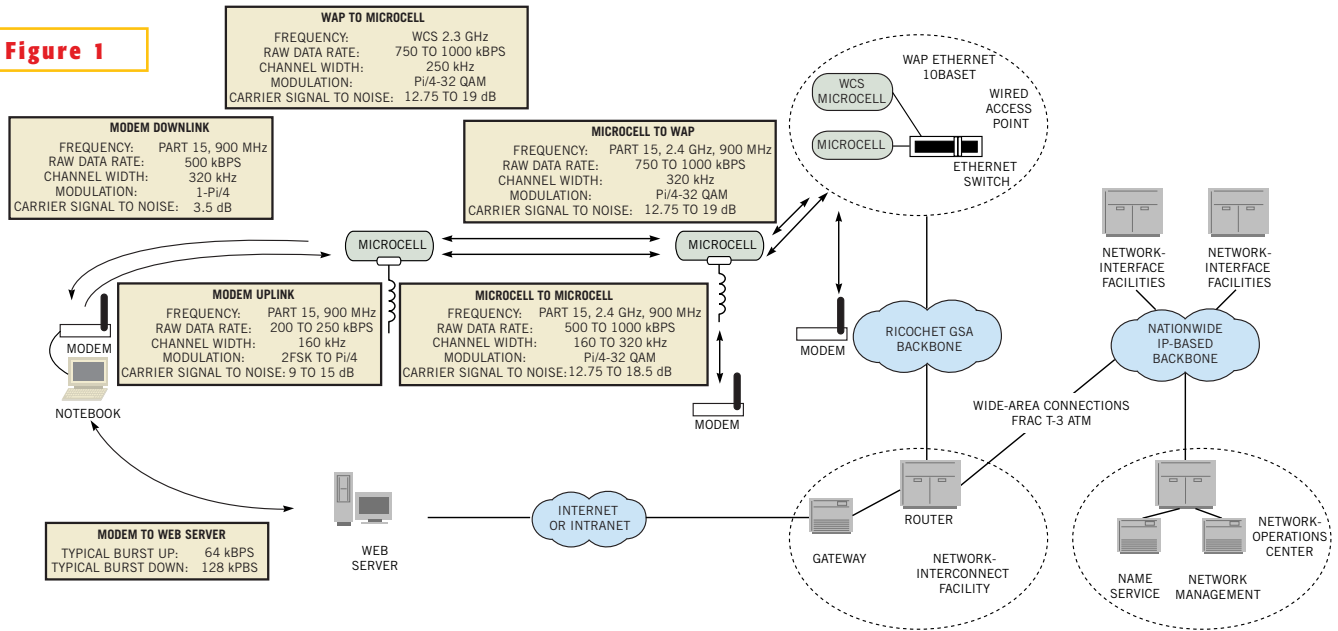 Figure 1
WAP TO MICROCELL
FREQUENCY: WCS 2.3 GHz
RAW DATA RATE: 750 TO 1000 kBPS
CHANNEL WIDTH: 250 kHz
MODULATION: Pi/4-32 QAM
CARRIER SIGNAL TO NOISE: 12.75 TO 19 dB
MODEM DOWNLINK
FREQUENCY: PART 15, 900 MHz
RAW DATA RATE: 500 kBPS
CHANNEL WIDTH: 320 kHz
MODULATION: 1-Pi/4
CARRIER SIGNAL TO NOISE: 3.5 dB
MICROCELL TO WAP
FREQUENCY: PART 15, 2.4 GHz, 900 MHz
RAW DATA RATE: 750 TO 1000 kBPS
CHANNEL WIDTH: 320 kHz
MODULATION: Pi/4-32 QAM
CARRIER SIGNAL TO NOISE: 12.75 TO 19 dB
WAP ETHERNET
10BASET
WCS
MICROCELL
WIRED
ACCESS
POINT
MICROCELL
ETHERNET
SWITCH
MICROCELL
MICROCELL
NETWORK-
INTERFACE
FACILITIES
NETWORK-
INTERFACE
FACILITIES
MODEM UPLINK
FREQUENCY: PART 15, 900 MHz
RAW DATA RATE: 200 TO 250 kBPS
CHANNEL WIDTH: 160 kHz
MODULATION: 2FSK TO Pi/4
CARRIER SIGNAL TO NOISE: 9 TO 15 dB
MICROCELL TO MICROCELL
FREQUENCY: PART 15, 2.4 GHz, 900 MHz
RAW DATA RATE: 500 TO 1000 kBPS
CHANNEL WIDTH: 160 TO 320 kHz
MODULATION: Pi/4-32 QAM
CARRIER SIGNAL TO NOISE: 12.75 TO 18.5 dB
MODEM
NOTEBOOK
MODEM
MODEM
RICOCHET GSA
BACKBONE
NATIONWIDE
IP-BASED
BACKBONE
WIDE-AREA CONNECTIONS
FRAC T-3 ATM
MODEM TO WEB SERVER
TYPICAL BURST UP: 64 kBPS
TYPICAL BURST DOWN: 128 kPBS
WEB
SERVER
INTERNET
OR INTRANET
GATEWAY
ROUTER
NETWORK-
INTERCONNECT
FACILITY
NETWORK-
OPERATIONS
CENTER
NAME
SERVICE
NETWORK
MANAGEMENT